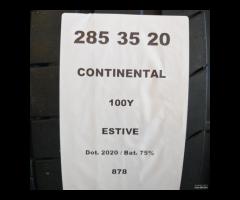 285 35 20
CONTINENTAL
100Y
ESTIVE
Dot. 2020 / Bat. 75%
878